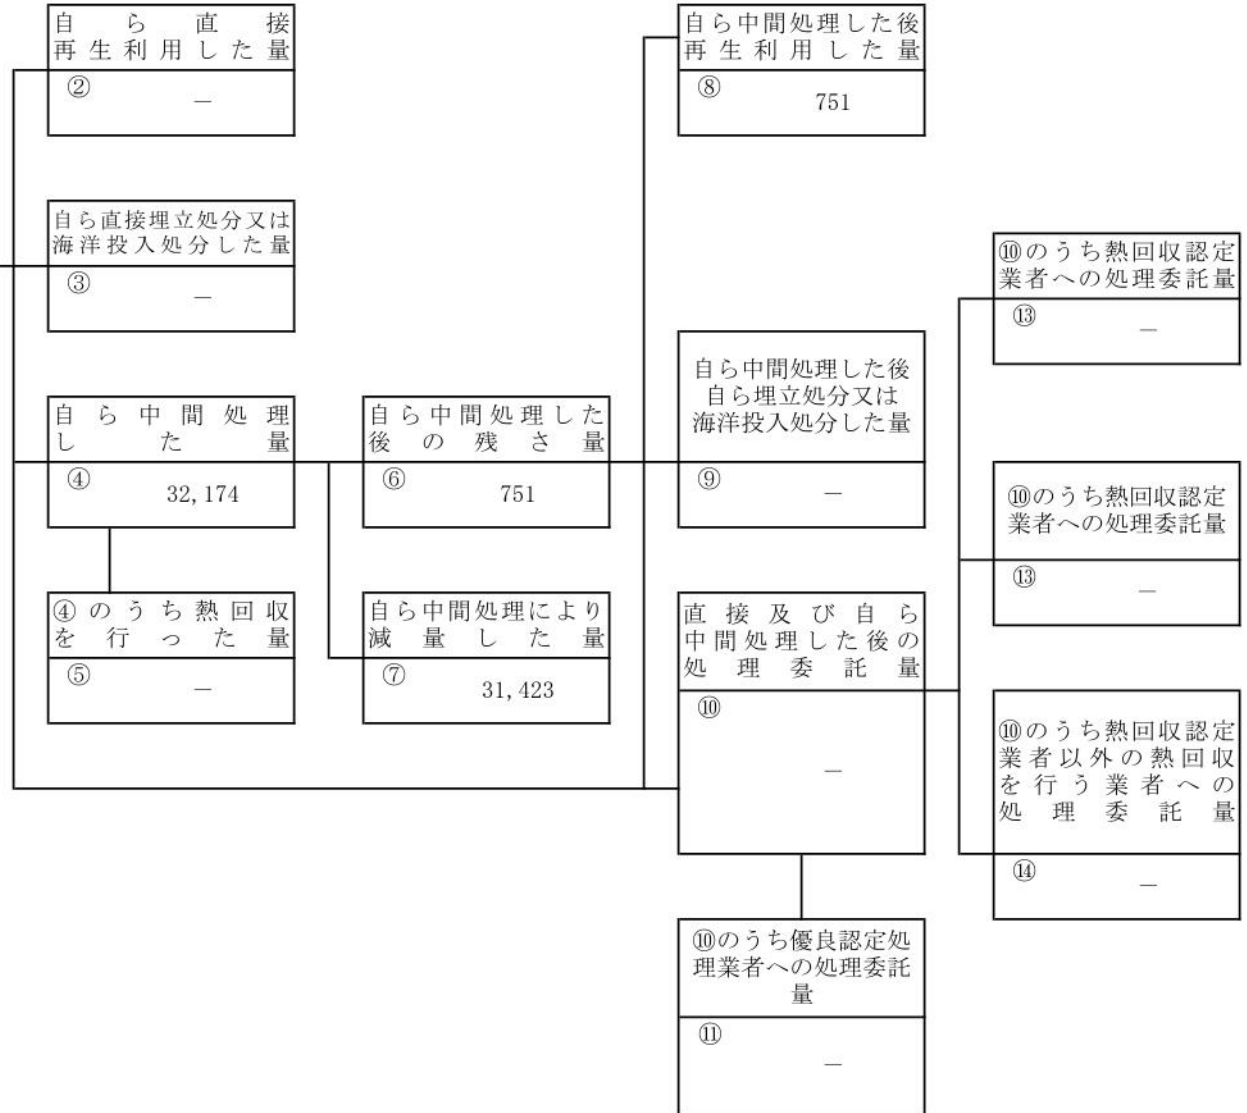 自ら直接
再生利用した量
②
－
自ら直接埋立処分又は
海洋投入処分した量
③
－
自ら中間処理
した量
④
32,174
④のうち熱回収
を行った量
⑤
－
自ら中間処理した
後の残さ量
⑥
751
自ら中間処理により
減量した量
⑦
31,423
自ら中間処理した後
再生利用した量
⑧
751
自ら中間処理した後
自ら埋立処分又は
海洋投入処分した量
⑨
－
直接及び自ら
中間処理した後の
処理委託量
⑩
－
⑩のうち優良認定処
理業者への処理委託
量
⑪
－
⑩のうち熱回収認定
業者への処理委託量
⑬
－
⑩のうち熱回収認定
業者への処理委託量
⑬
－
⑩のうち熱回収認定
業者以外の熱回収
を行う業者への
処理委託量
⑭
－